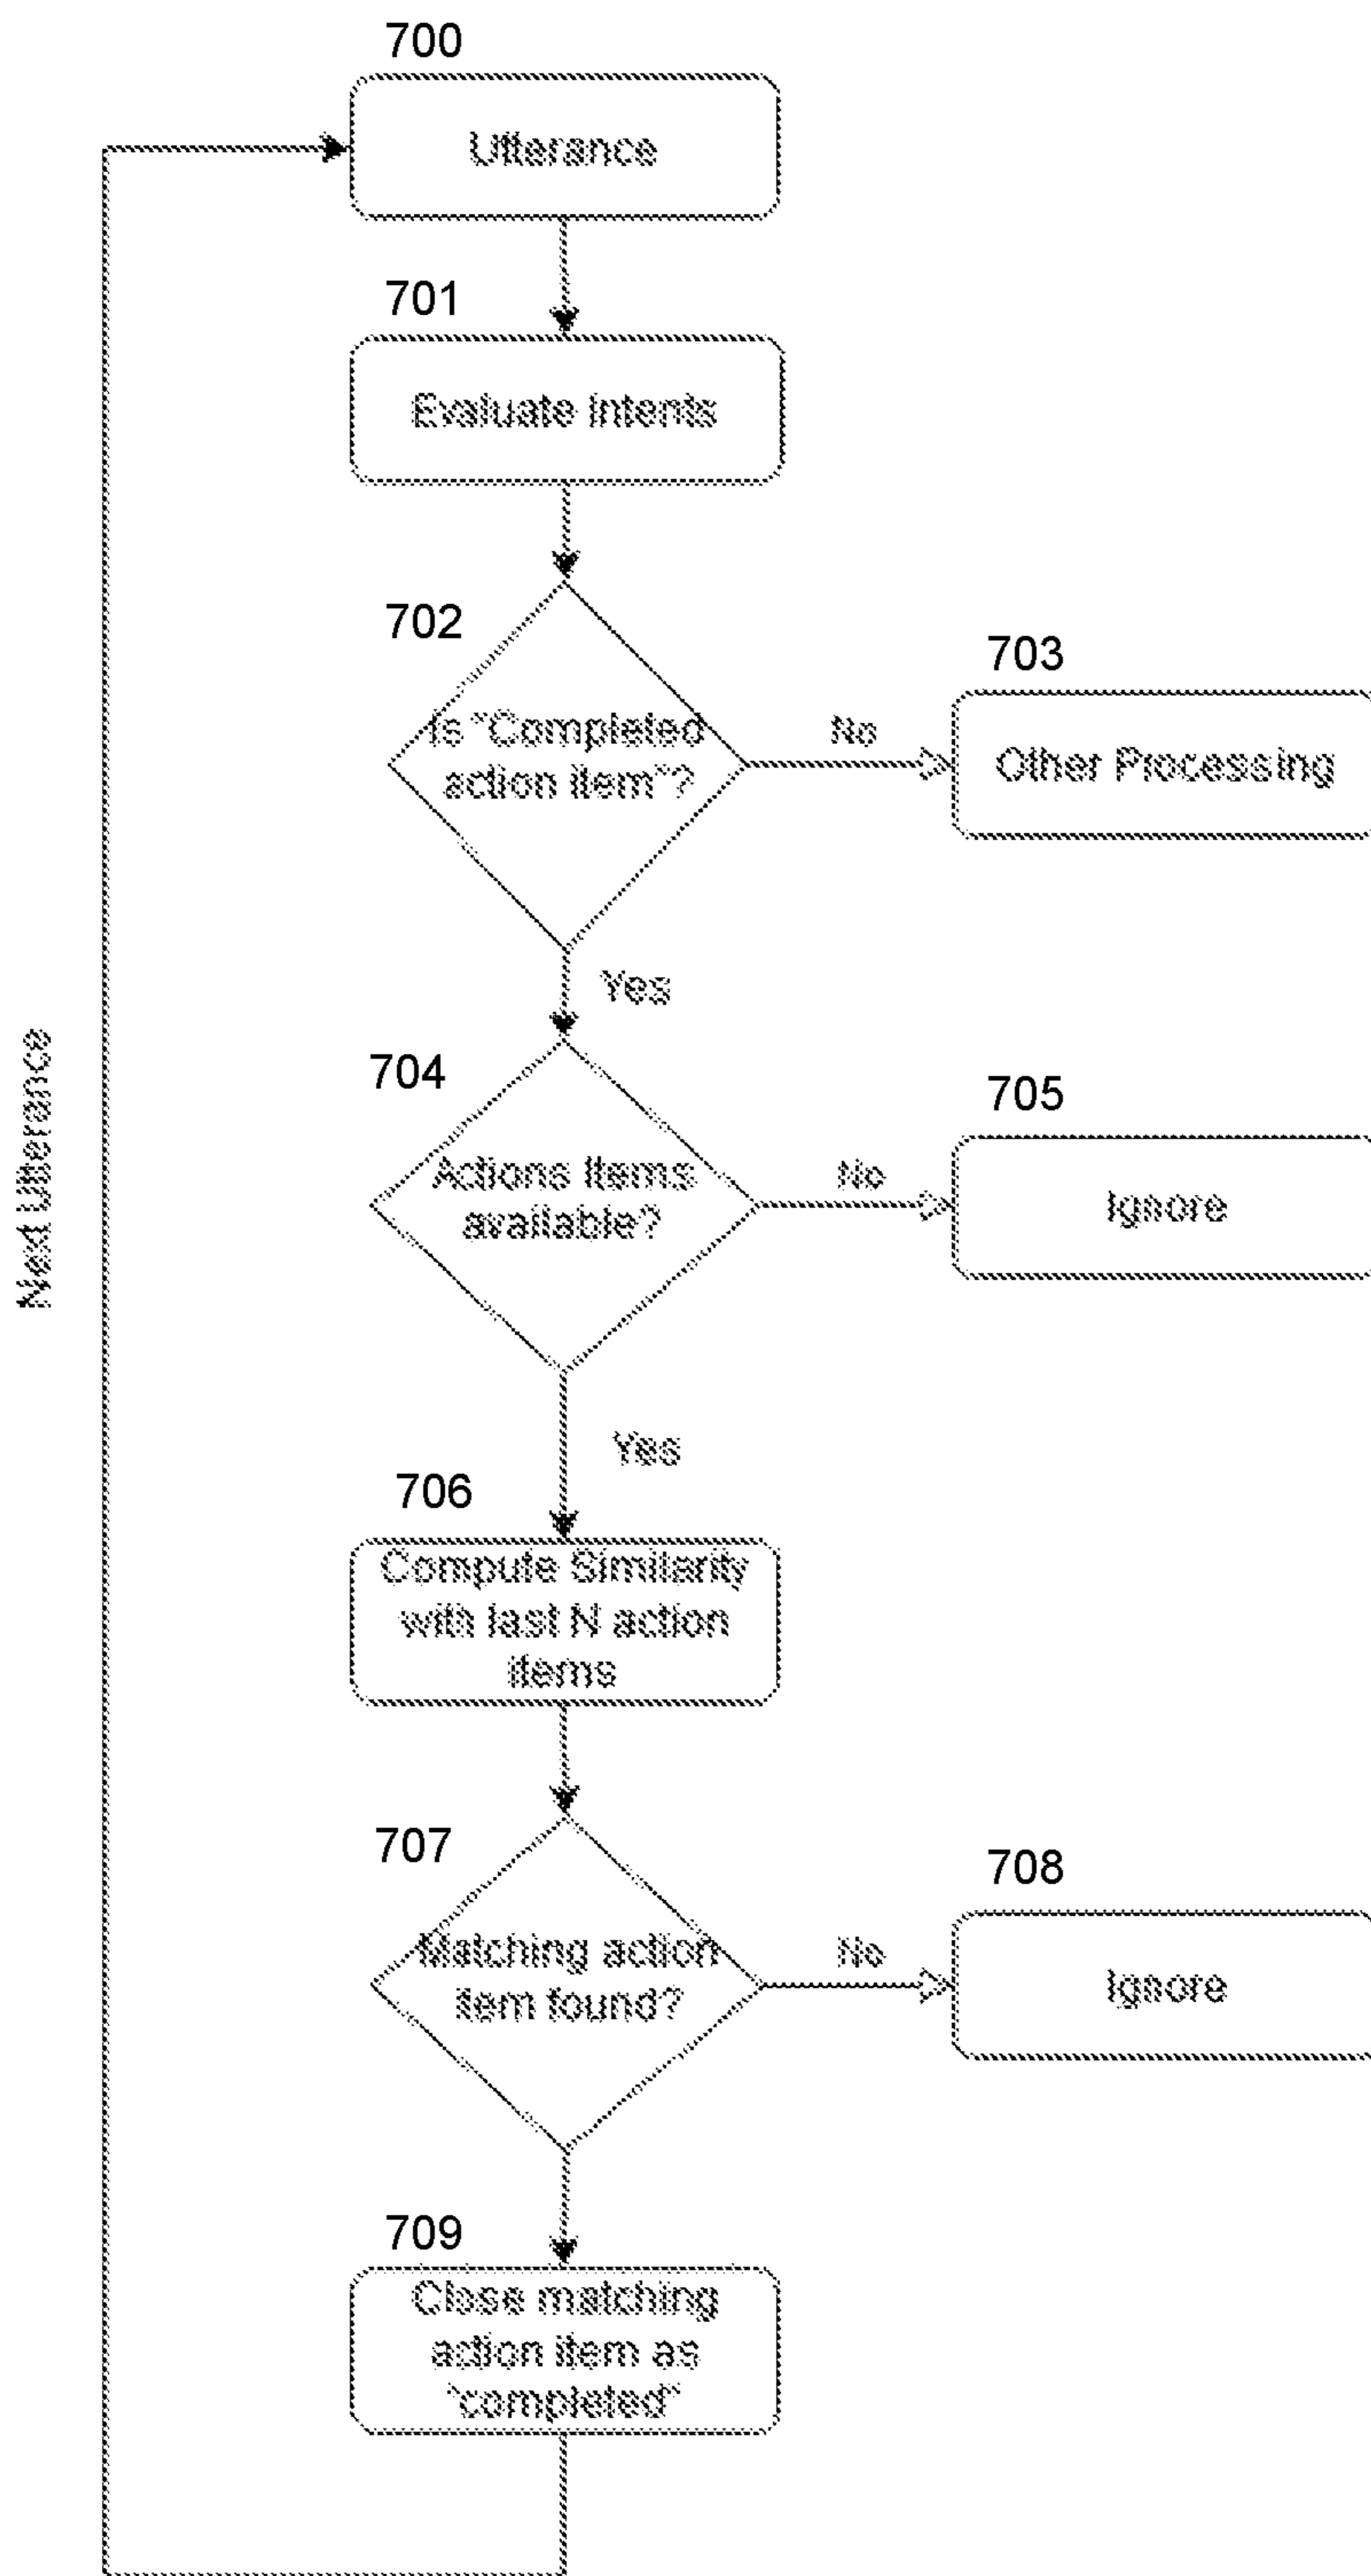 700
Utterance
701
Evaluate Intents
702
Is "Completed
action item"?
No
703
Other Processing
Yes
704
Actions Items
available?
No
705
Ignore
Yes
706
Compute Similarity
with last N action
items
707
Matching action
item found?
No
708
Ignore
709
Close matching
action item as
"completed"
Next Utterance